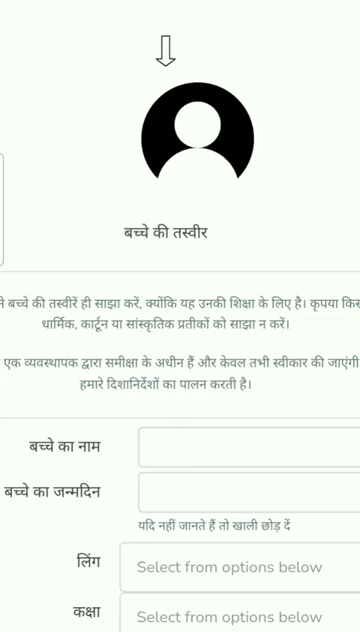 बच्चे की तस्वीर
बच्चे की तस्वीरें ही साझा करें, क्योंकि यह उनकी शिक्षा के लिए है। कृपया
धार्मिक, कार्टून या सांस्कृतिक प्रतीकों को साझा न करें।
एक व्यवस्थापक द्वारा समीक्षा के अधीन हैं और केवल तभी स्वीकार की जाएंगी
हमारे दिशानिर्देशों का पालन करती है।
बच्चे का नाम
बच्चे का जन्मदिन
यदि नहीं जानते हैं तो खाली छोड़ दें
लिंग
Select from options below
कक्षा
Select from options below